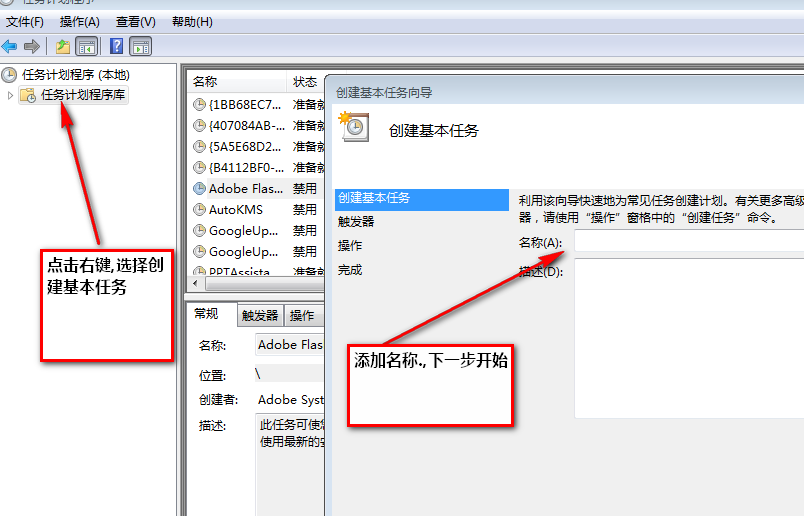 任务计划程序
文件(F) 操作(A) 查看(V) 帮助(H)
任务计划程序 (本地)
任务计划程序库
点击右键,选择创
建基本任务
名称 状态
{1BB68EC7... 准备就
{407084AB-... 准备就
{5A5E68D2... 准备就
{B4112BF0-... 准备就
Adobe Flas... 禁用
AutoKMS 禁用
GoogleUp... 禁用
GoogleUp... 禁用
PPTAssista... 准备就
常规 触发器 操作
名称: Adobe Flas
位置: \
创建者: Adobe Syst
描述: 此任务可使您
使用最新的安
创建基本任务向导
创建基本任务
创建基本任务
触发器
操作
完成
利用该向导快速地为常见任务创建计划。有关更多高级
器，请使用“操作”窗格中的“创建任务”命令。
名称(A):
描述(D):
添加名称.,下一步开始